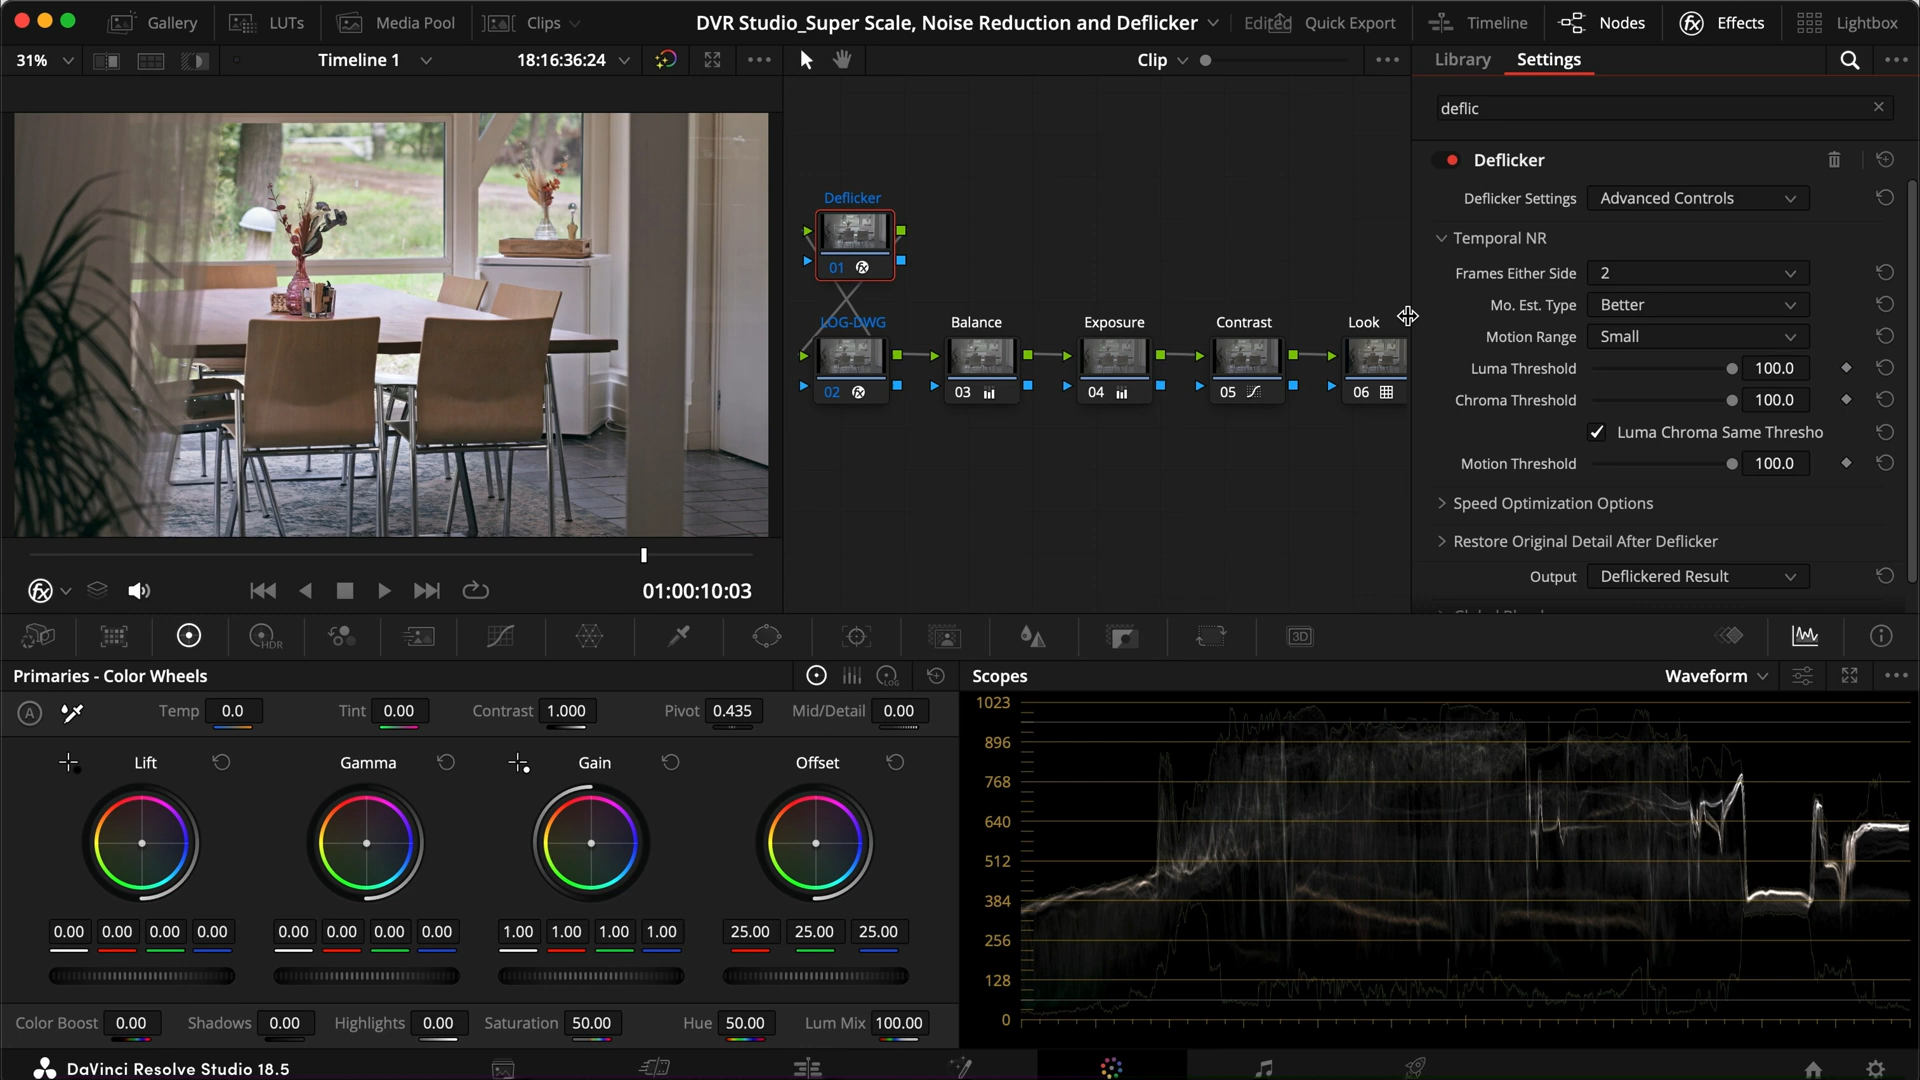 Gallery LUTs Media Pool Clips DVR Studio_Super Scale, Noise Reduction and Deflicker Edited Quick Export Timeline Nodes Effects Lightbox
31% Timeline 1 18:16:36:24 Clip Library Settings
deflic
Deflicker
Deflicker Settings Advanced Controls
Temporal NR
Frames Either Side 2
Mo. Est. Type Better
Motion Range Small
Luma Threshold 100.0
Chroma Threshold 100.0
Luma Chroma Same Thresho
Motion Threshold 100.0
Speed Optimization Options
Restore Original Detail After Deflicker
Output Deflickered Result
Deflicker
01
LOG-DWG Balance Exposure Contrast Look
02 03 04 05 06
01:00:10:03
HDR 3D
Primaries - Color Wheels LOG
A Temp 0.0 Tint 0.00 Contrast 1.000 Pivot 0.435 Mid/Detail 0.00
Lift Gamma Gain Offset
0.00 0.00 0.00 0.00 0.00 0.00 0.00 0.00 1.00 1.00 1.00 1.00 25.00 25.00 25.00
Color Boost 0.00 Shadows 0.00 Highlights 0.00 Saturation 50.00 Hue 50.00 Lum Mix 100.00
Scopes Waveform
1023
896
768
640
512
384
256
128
0
DaVinci Resolve Studio 18.5